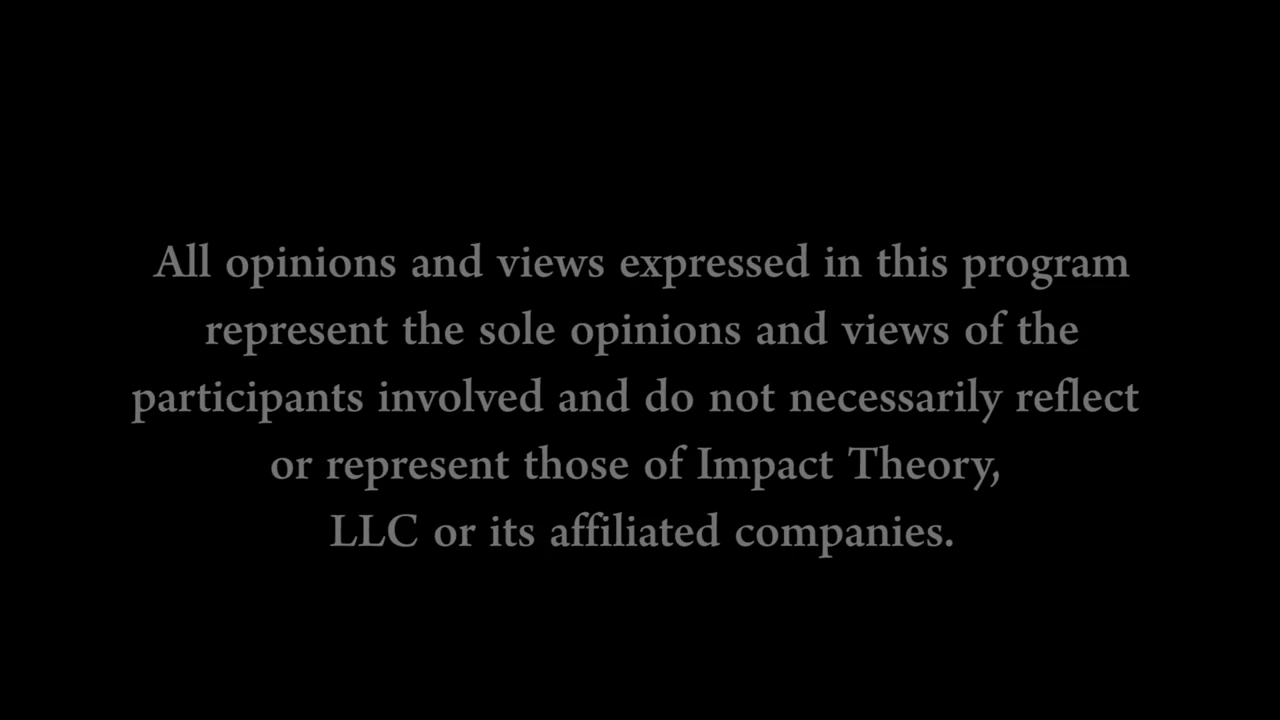 All opinions and views expressed in this program
represent the sole opinions and views of the
participants involved and do not necessarily reflect
or represent those of Impact Theory,
LLC or its affiliated companies.